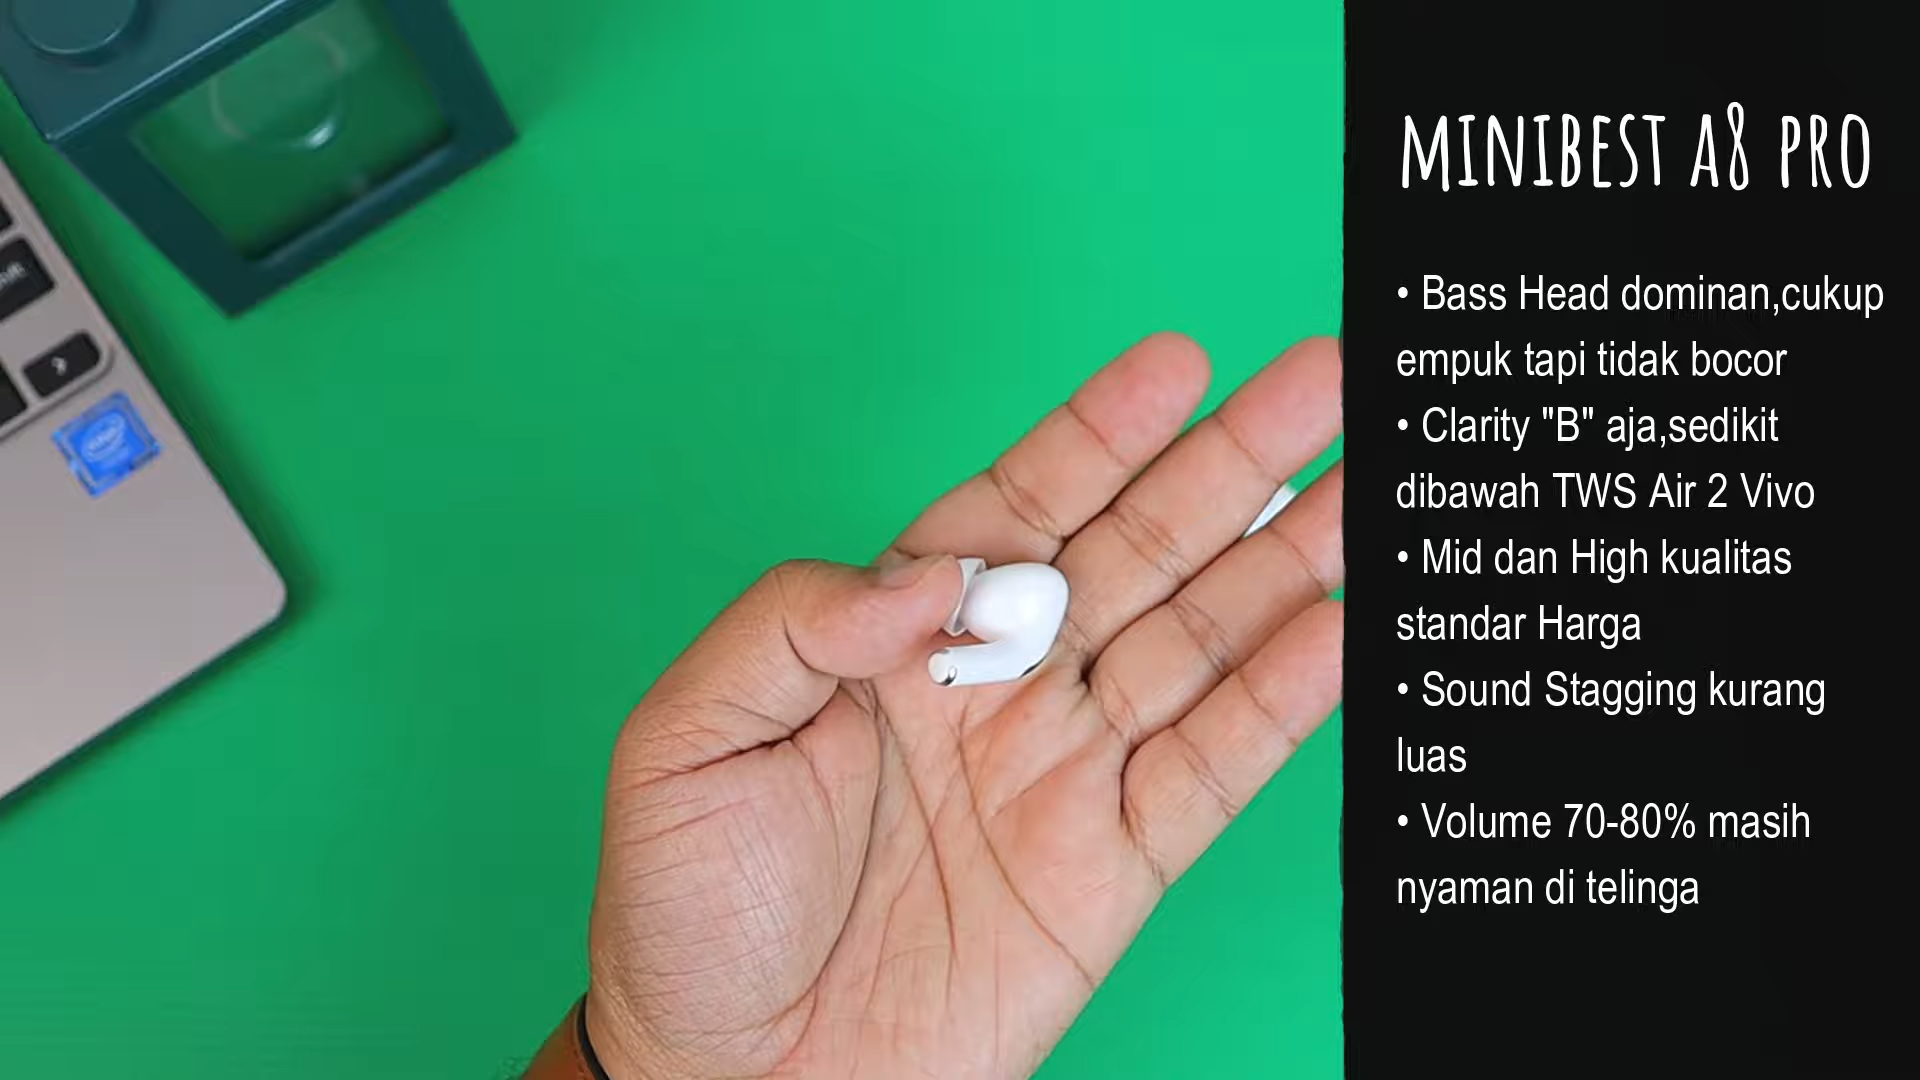 MINIBEST A8 PRO
• Bass Head dominan,cukup
empuk tapi tidak bocor
• Clarity "B" aja,sedikit
dibawah TWS Air 2 Vivo
• Mid dan High kualitas
standar Harga
• Sound Stagging kurang
luas
• Volume 70-80% masih
nyaman di telinga